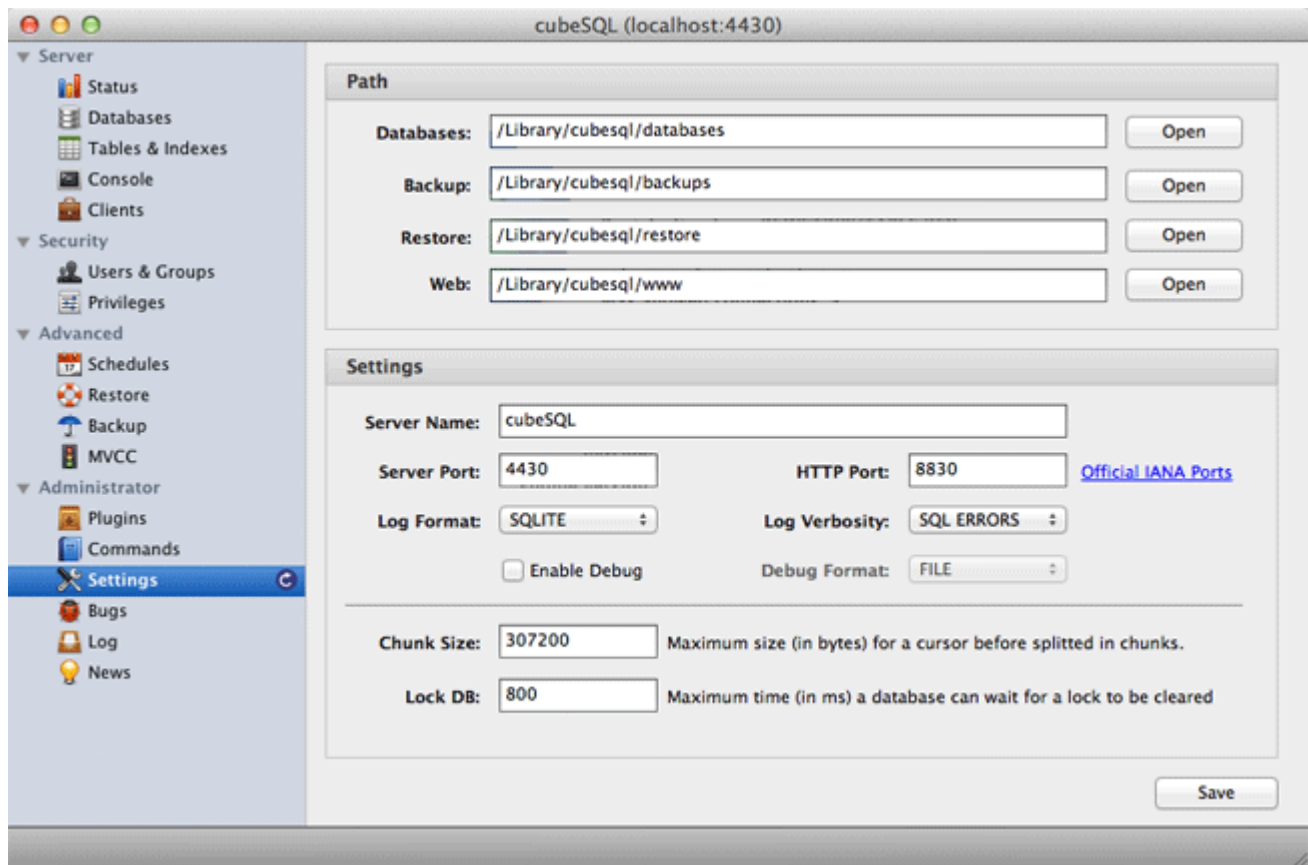 cubeSQL (localhost:4430)
Server
Status
Databases
Tables & Indexes
Console
Clients
Security
Users & Groups
Privileges
Advanced
Schedules
Restore
Backup
MVCC
Administrator
Plugins
Commands
Settings
Bugs
Log
News
Path
Databases: /Library/cubesql/databases Open
Backup: /Library/cubesql/backups Open
Restore: /Library/cubesql/restore Open
Web: /Library/cubesql/www Open
Settings
Server Name: cubeSQL
Server Port: 4430 HTTP Port: 8830 Official IANA Ports
Log Format: SQLITE Log Verbosity: SQL ERRORS
Enable Debug Debug Format: FILE
Chunk Size: 307200 Maximum size (in bytes) for a cursor before splitted in chunks.
Lock DB: 800 Maximum time (in ms) a database can wait for a lock to be cleared
Save